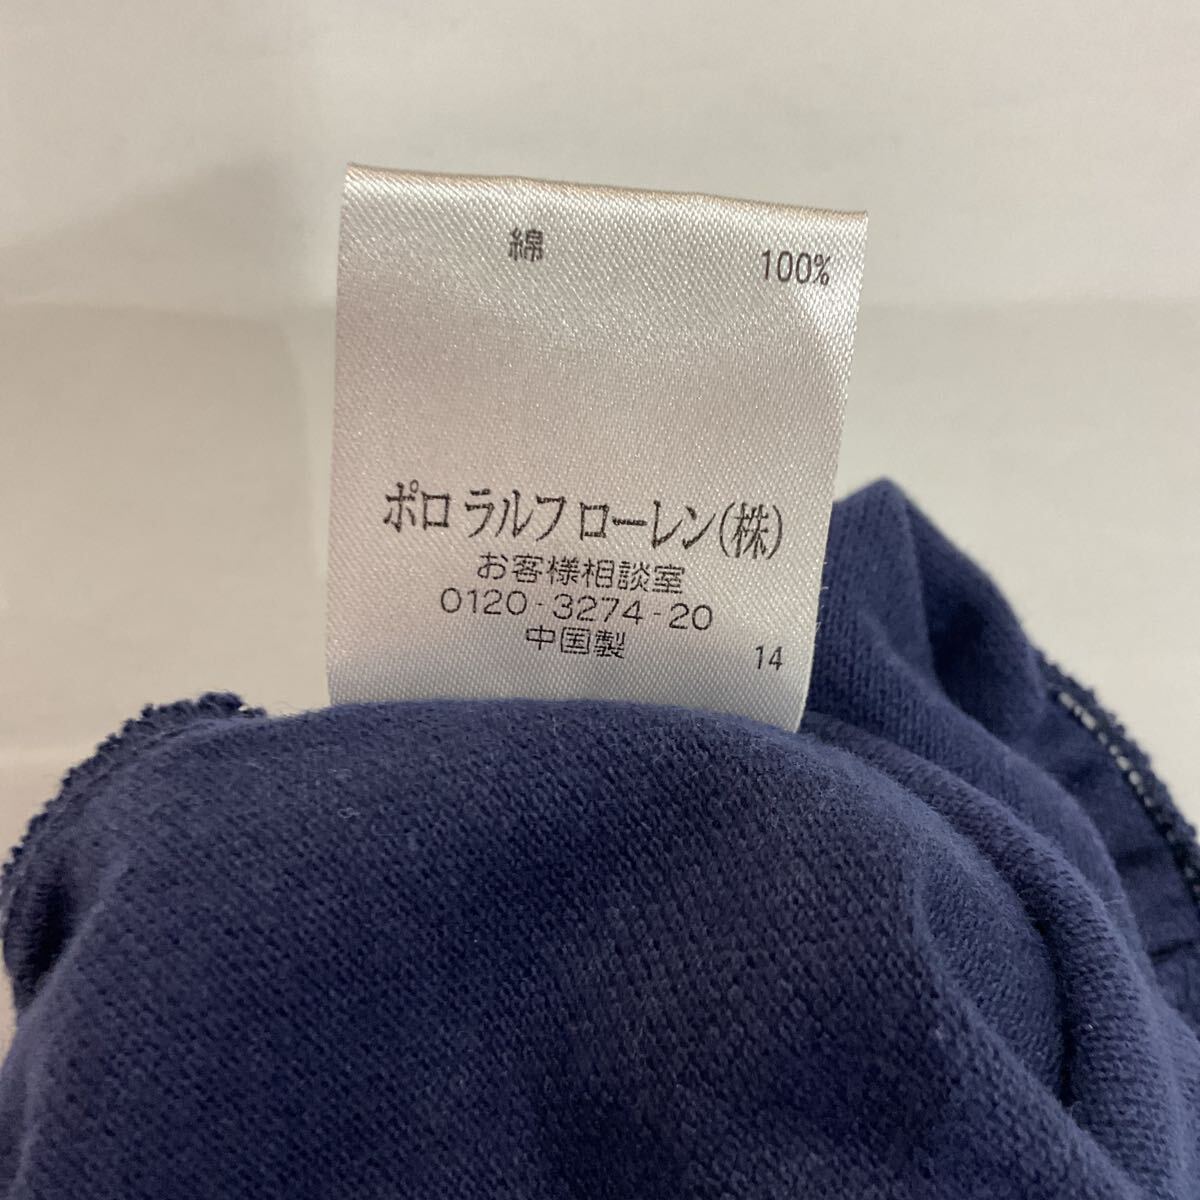 綿 100%
ポロ ラルフ ローレン(株)
お客様相談室
0120-3274-20
中国製 14